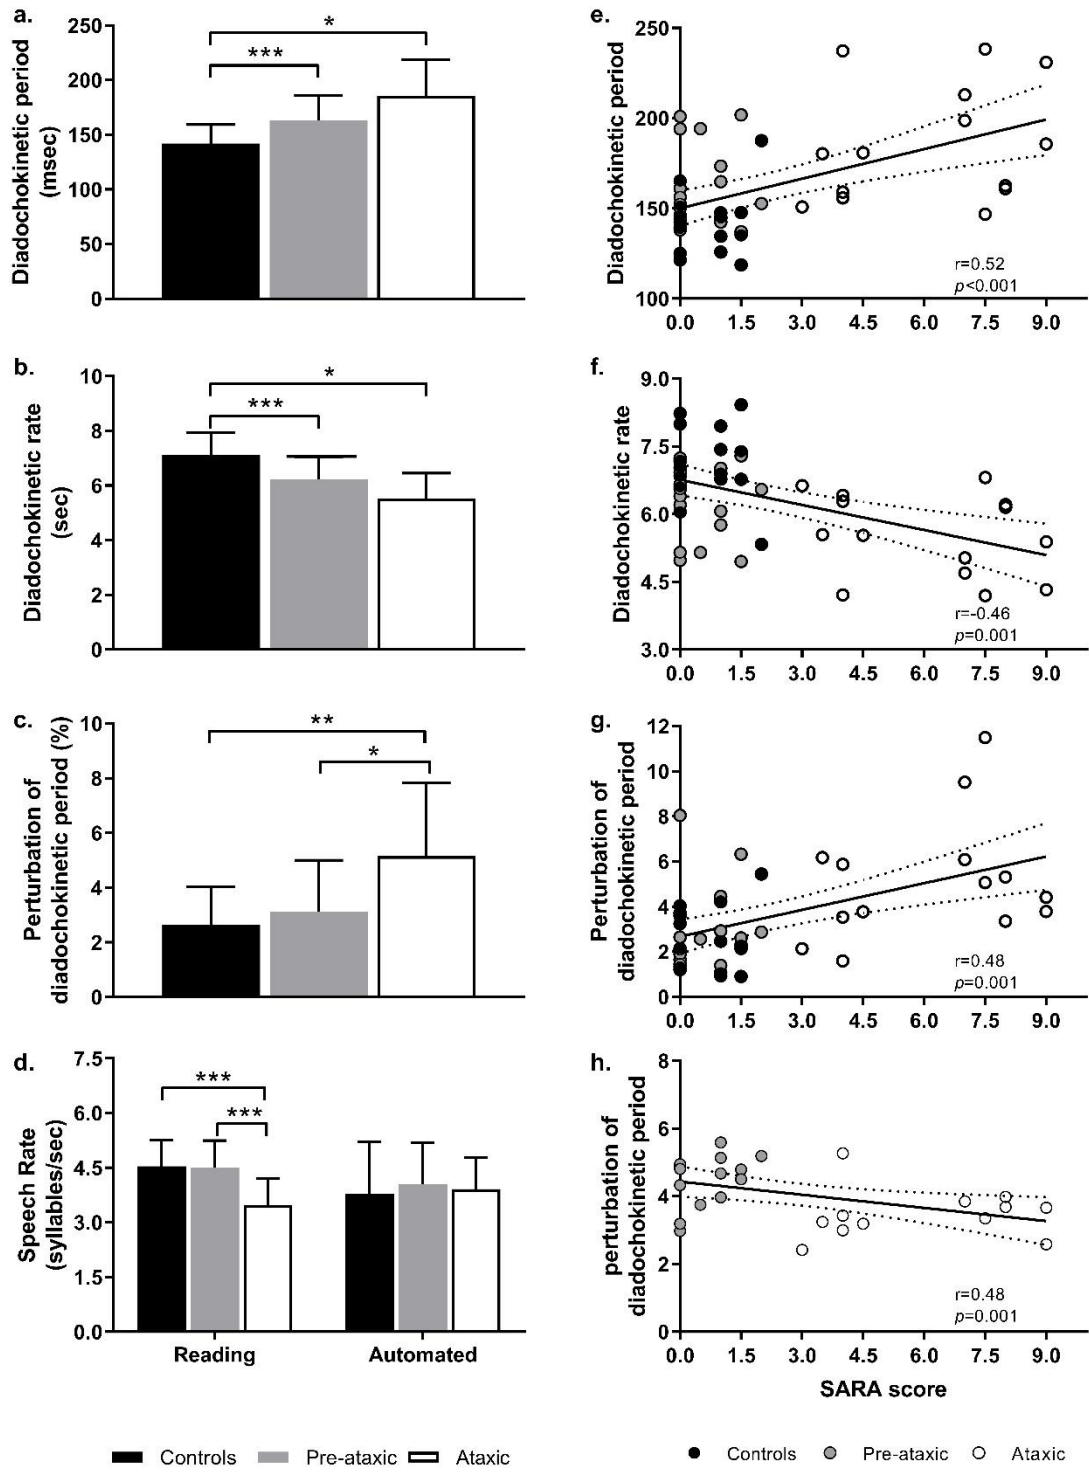 a.
Diadochokinetic period
(msec)
250
200
150
100
50
0
***
*
b.
Diadochokinetic rate
(sec)
10
8
6
4
2
0
***
*
c.
Perturbation of
diadochokinetic period (%)
10
8
6
4
2
0
**
*
d.
Speech Rate
(syllables/sec)
7.5
6.0
4.5
3.0
1.5
0.0
***
***
Reading Automated
Controls Pre-ataxic Ataxic
e.
Diadochokinetic period
250
200
150
100
r=0.52
p<0.001
0.0 1.5 3.0 4.5 6.0 7.5 9.0
f.
Diadochokinetic rate
9.0
7.5
6.0
4.5
3.0
r=-0.46
p=0.001
0.0 1.5 3.0 4.5 6.0 7.5 9.0
g.
Perturbation of
diadochokinetic period
12
10
8
6
4
2
0
r=0.48
p=0.001
0.0 1.5 3.0 4.5 6.0 7.5 9.0
h.
perturbation of
diadochokinetic period
8
6
4
2
0
r=0.48
p=0.001
0.0 1.5 3.0 4.5 6.0 7.5 9.0
SARA score
Controls Pre-ataxic Ataxic